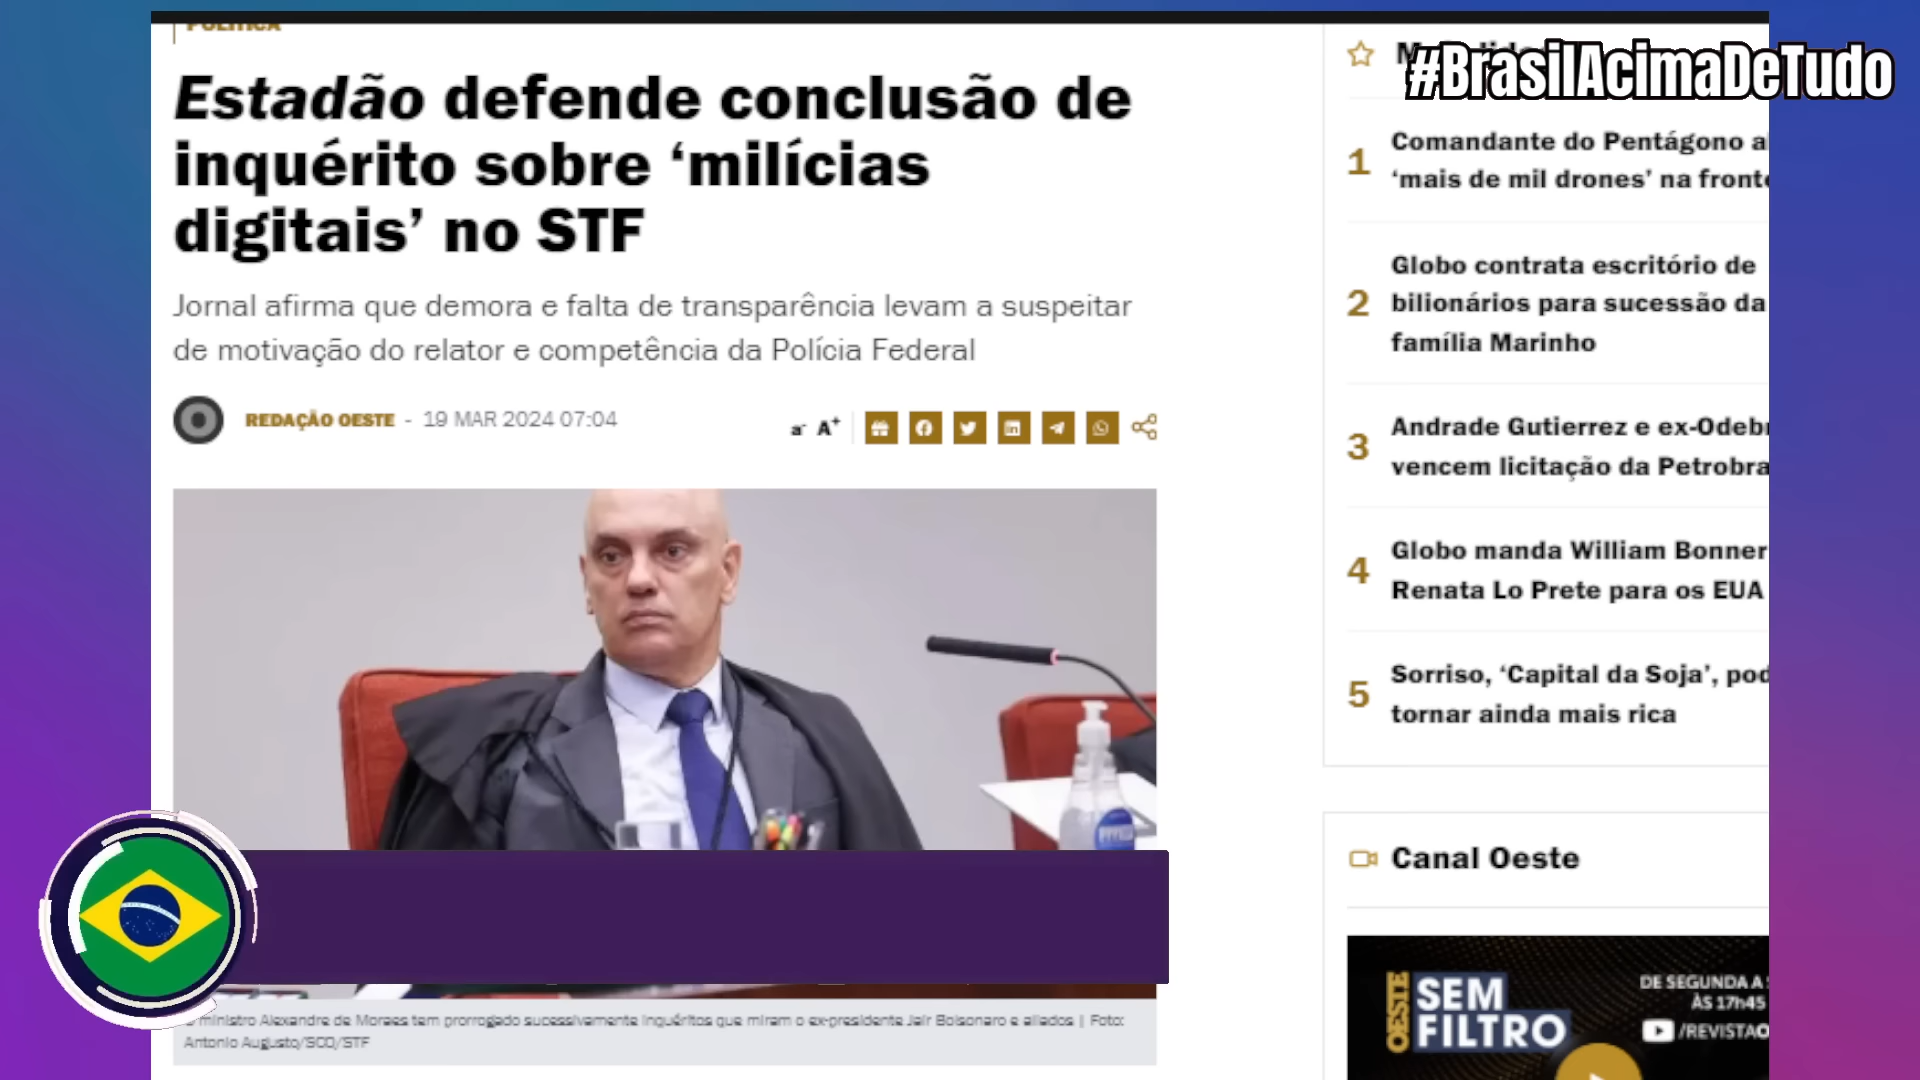 POLÍTICA
Estadão defende conclusão de
inquérito sobre ‘milícias
digitais’ no STF
Jornal afirma que demora e falta de transparência levam a suspeitar
de motivação do relator e competência da Polícia Federal
REDAÇÃO OESTE - 19 MAR 2024 07:04
a- A+
ministro Alexandre de Moraes tem prorrogado sucessivamente inquéritos que miram o ex-presidente Jair Bolsonaro e aliados | Foto:
Antonio Augusto/SCO/STF
#BrasilAcimaDeTudo
1
Comandante do Pentágono a
‘mais de mil drones’ na fronte
2
Globo contrata escritório de
bilionários para sucessão da
família Marinho
3
Andrade Gutierrez e ex-Odeb
vencem licitação da Petrobra
4
Globo manda William Bonner
Renata Lo Prete para os EUA
5
Sorriso, ‘Capital da Soja’, pod
tornar ainda mais rica
Canal Oeste
OESTE
SEM
FILTRO
DE SEGUNDA A
ÀS 17h45
/REVISTAO